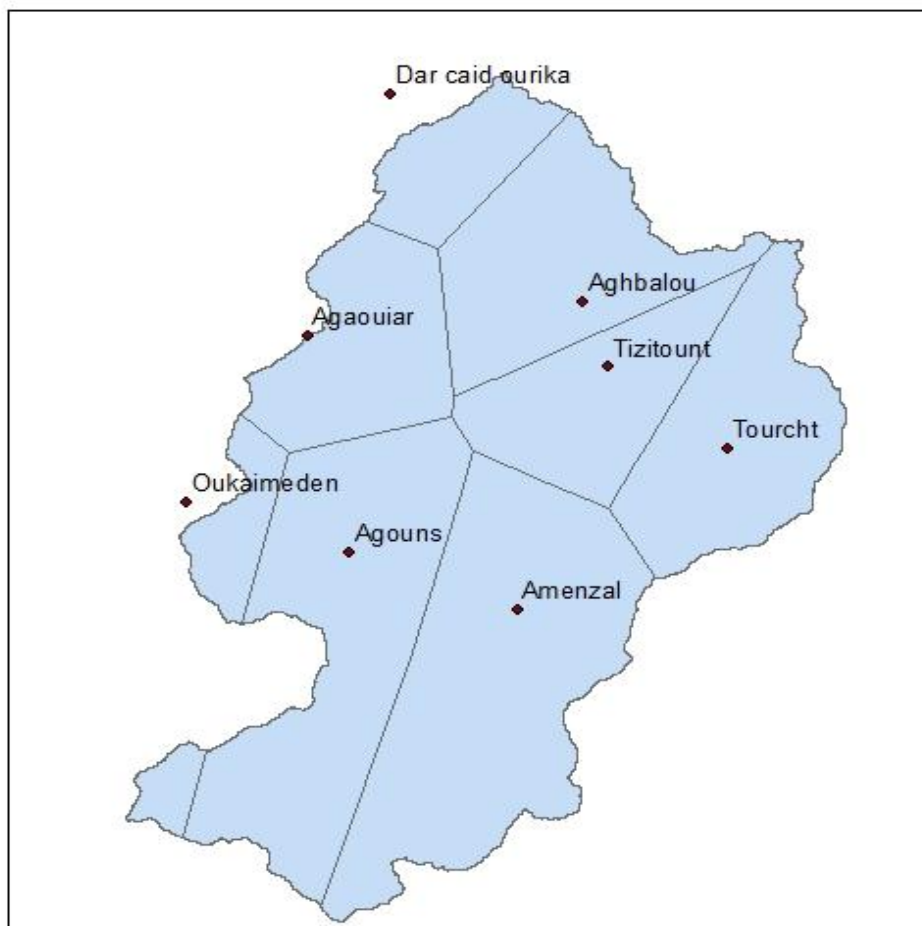 Dar caid ourika
Aghbalou
Agaouiar
Tizitount
Tourcht
Oukaimeden
Agouns
Amenzal